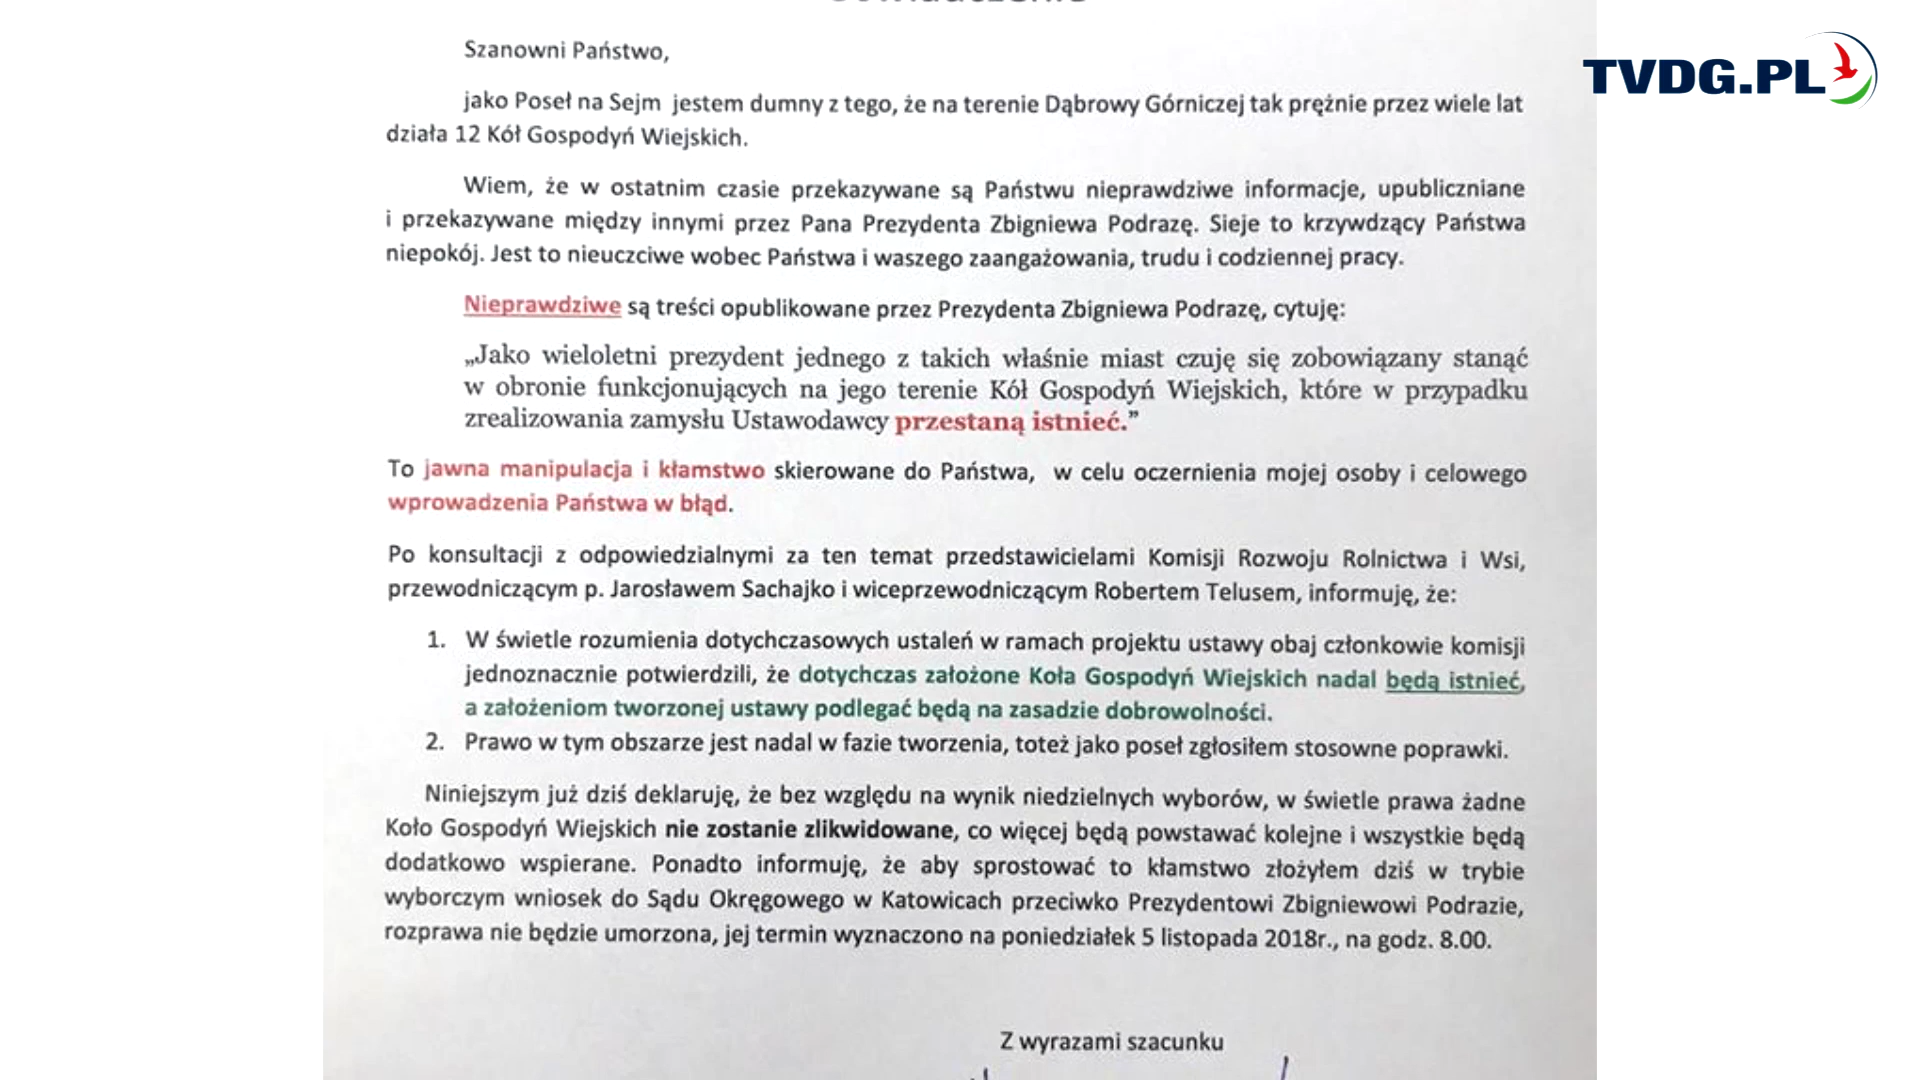 Szanowni Państwo,
TVDG.PL
jako Poseł na Sejm jestem dumny z tego, że na terenie Dąbrowy Górniczej tak prężnie przez wiele lat
działa 12 Kół Gospodyń Wiejskich.
Wiem, że w ostatnim czasie przekazywane są Państwu nieprawdziwe informacje, upubliczniane
i przekazywane między innymi przez Pana Prezydenta Zbigniewa Podrazę. Sieje to krzywdzący Państwa
niepokój. Jest to nieuczciwe wobec Państwa i waszego zaangażowania, trudu i codziennej pracy.
Nieprawdziwe są treści opublikowane przez Prezydenta Zbigniewa Podrazę, cytuję:
„Jako wieloletni prezydent jednego z takich właśnie miast czuję się zobowiązany stanąć
w obronie funkcjonujących na jego terenie Kół Gospodyń Wiejskich, które w przypadku
zrealizowania zamysłu Ustawodawcy przestaną istnieć.”
To jawna manipulacja i kłamstwo skierowane do Państwa, w celu oczernienia mojej osoby i celowego
wprowadzenia Państwa w błąd.
Po konsultacji z odpowiedzialnymi za ten temat przedstawicielami Komisji Rozwoju Rolnictwa i Wsi,
przewodniczącym p. Jarosławem Sachajko i wiceprzewodniczącym Robertem Telusem, informuję, że:
1. W świetle rozumienia dotychczasowych ustaleń w ramach projektu ustawy obaj członkowie komisji
jednoznacznie potwierdzili, że dotychczas założone Koła Gospodyń Wiejskich nadal będą istnieć,
a założeniom tworzonej ustawy podlegać będą na zasadzie dobrowolności.
2. Prawo w tym obszarze jest nadal w fazie tworzenia, toteż jako poseł zgłosiłem stosowne poprawki.
Niniejszym już dziś deklaruję, że bez względu na wynik niedzielnych wyborów, w świetle prawa żadne
Koło Gospodyń Wiejskich nie zostanie zlikwidowane, co więcej będą powstawać kolejne i wszystkie będą
dodatkowo wspierane. Ponadto informuję, że aby sprostować to kłamstwo złożyłem dziś w trybie
wyborczym wniosek do Sądu Okręgowego w Katowicach przeciwko Prezydentowi Zbigniewowi Podrazie,
rozprawa nie będzie umorzona, jej termin wyznaczono na poniedziałek 5 listopada 2018r., na godz. 8.00.
Z wyrazami szacunku